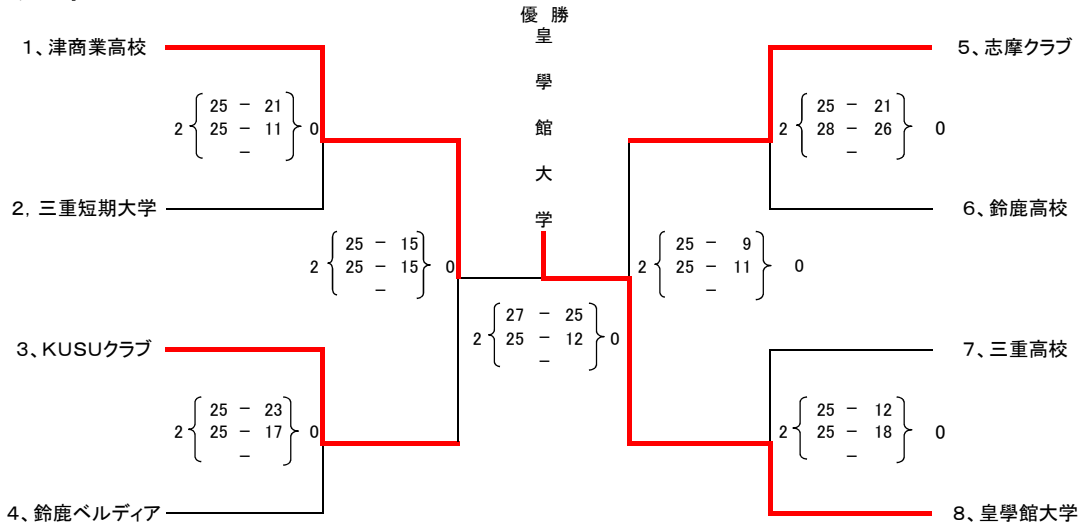 優 勝
皇
學
館
大
学
1、津商業高校
5、志摩クラブ
25 － 21
2 25 － 11 0
－
25 － 21
2 28 － 26 0
－
2，三重短期大学
6、鈴鹿高校
25 － 15
2 25 － 15 0
－
25 － 9
2 25 － 11 0
－
27 － 25
2 25 － 12 0
－
3、KUSUクラブ
7、三重高校
25 － 23
2 25 － 17 0
－
25 － 12
2 25 － 18 0
－
4、鈴鹿ベルディア
8、皇學館大学